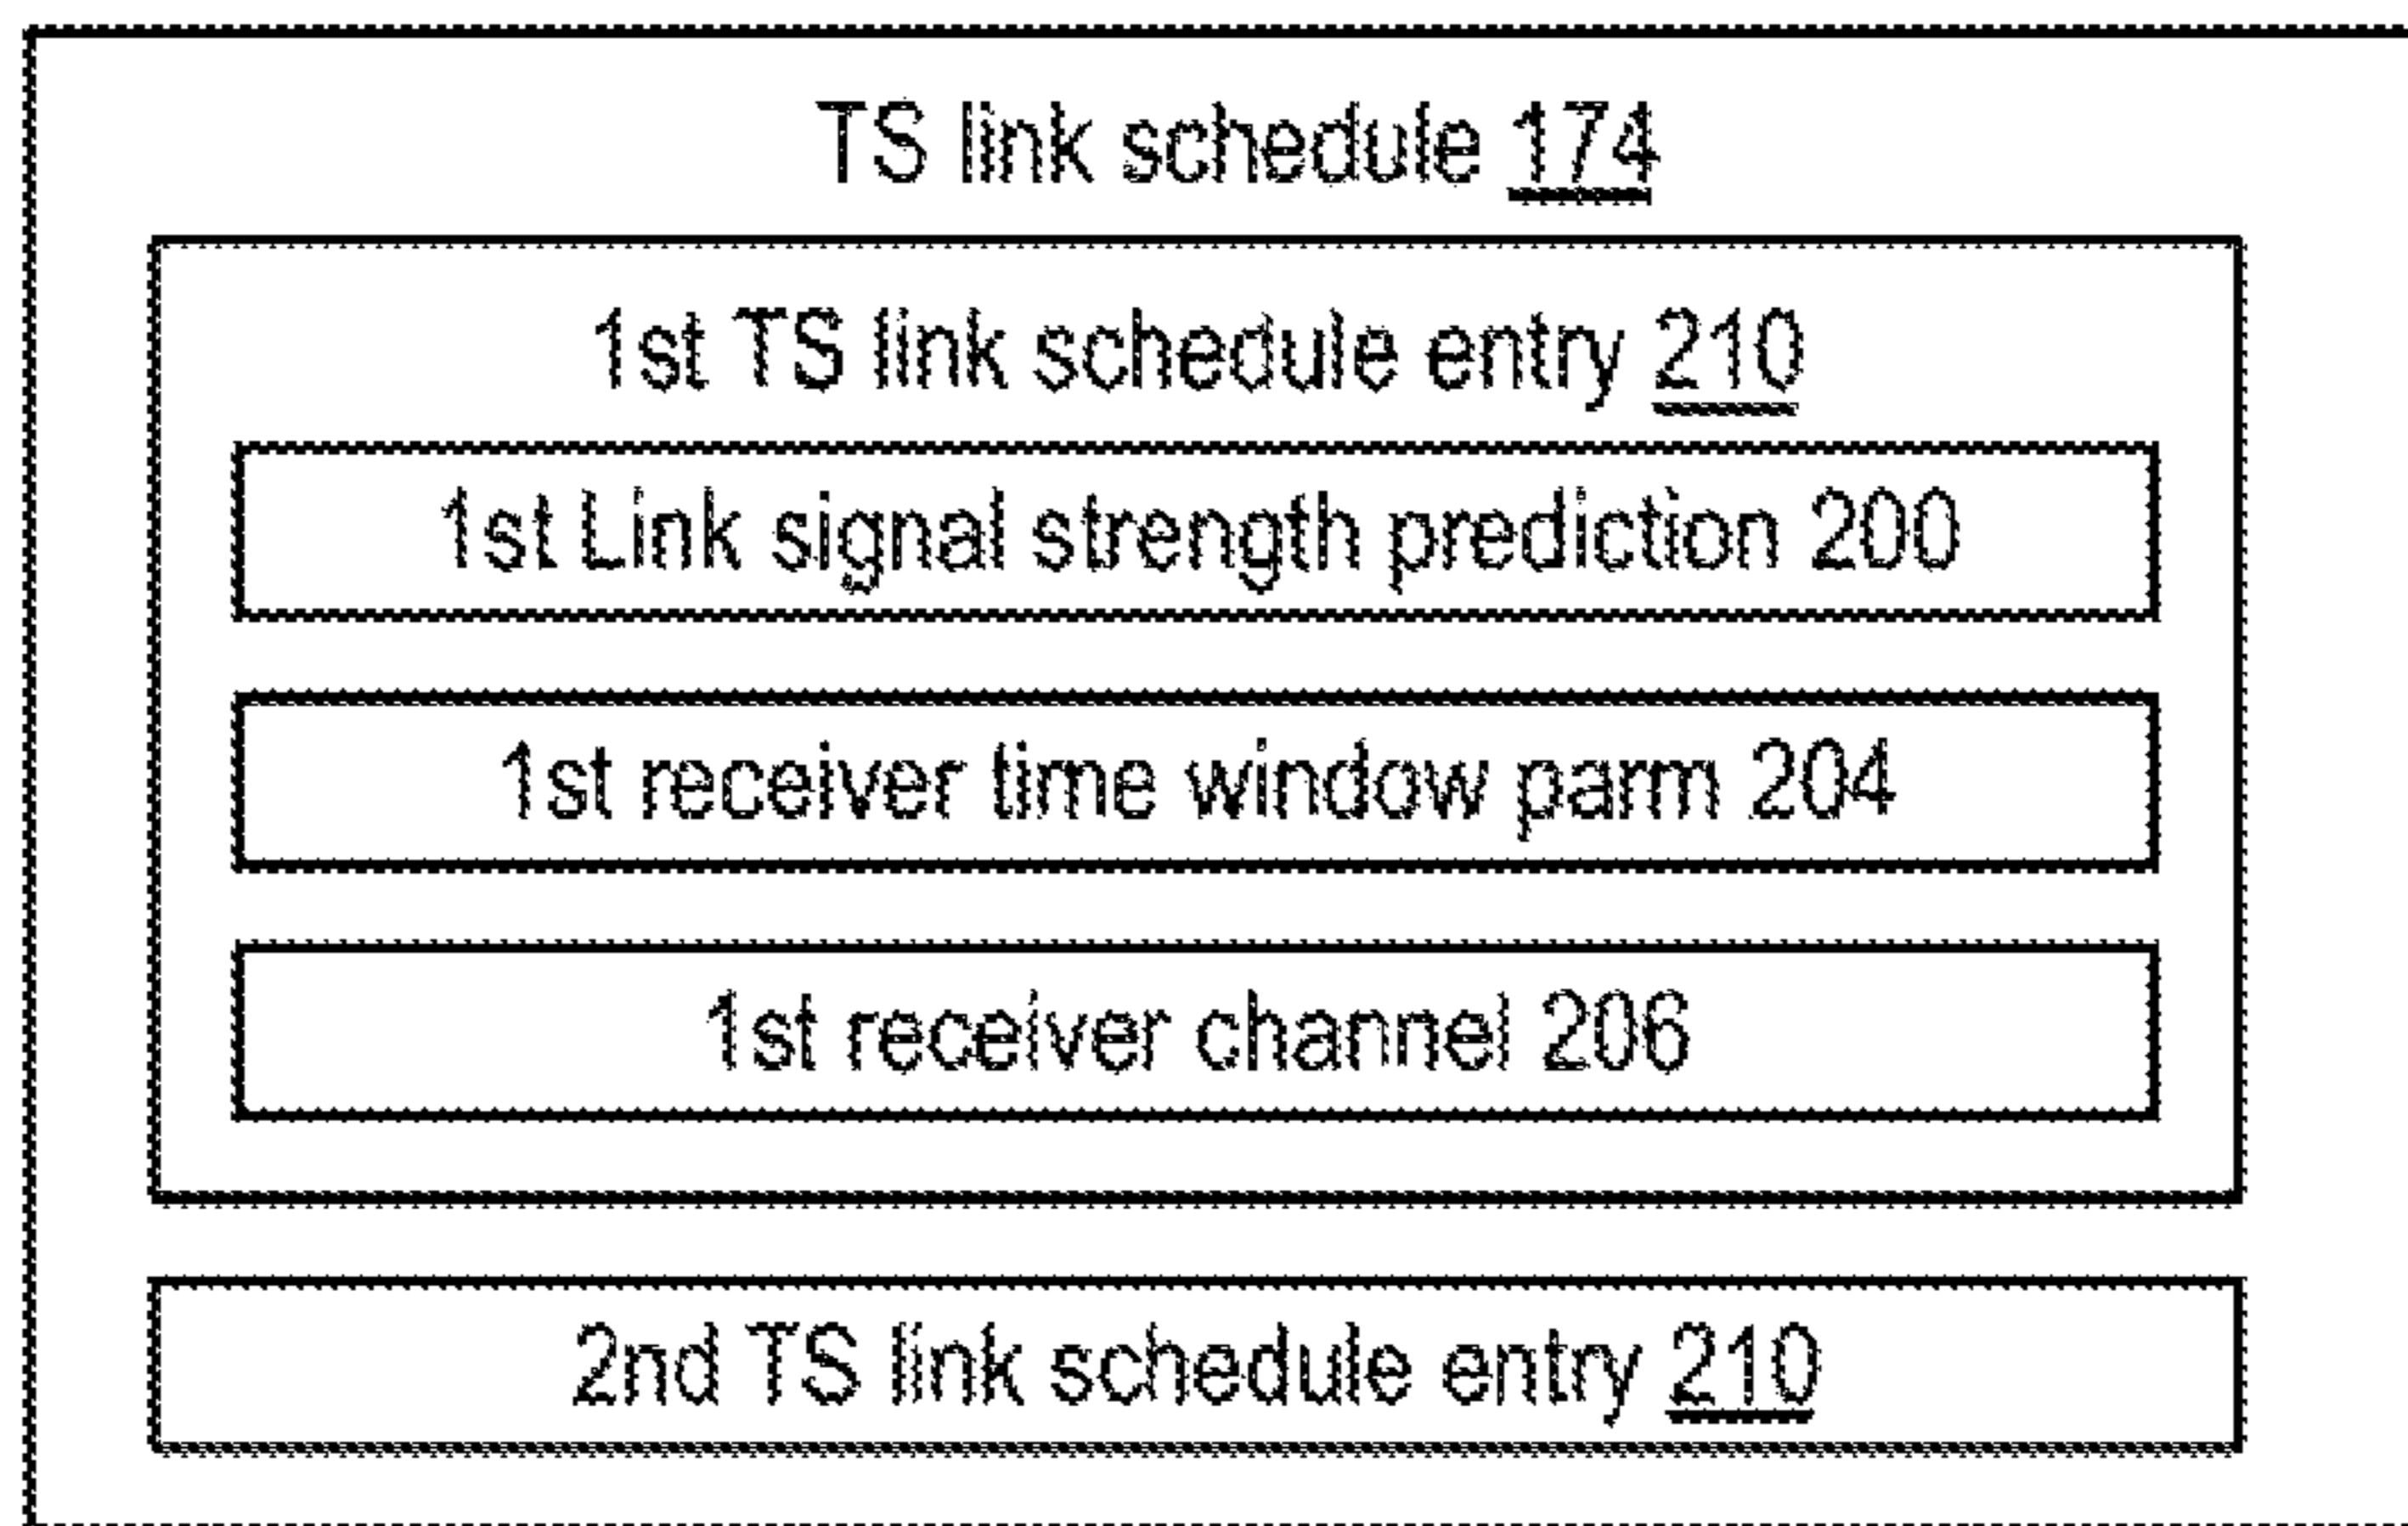 TS link schedule 174
1st TS link schedule entry 210
1st Link signal strength prediction 200
1st receiver time window parm 204
1st receiver channel 206
2nd TS link schedule entry 210